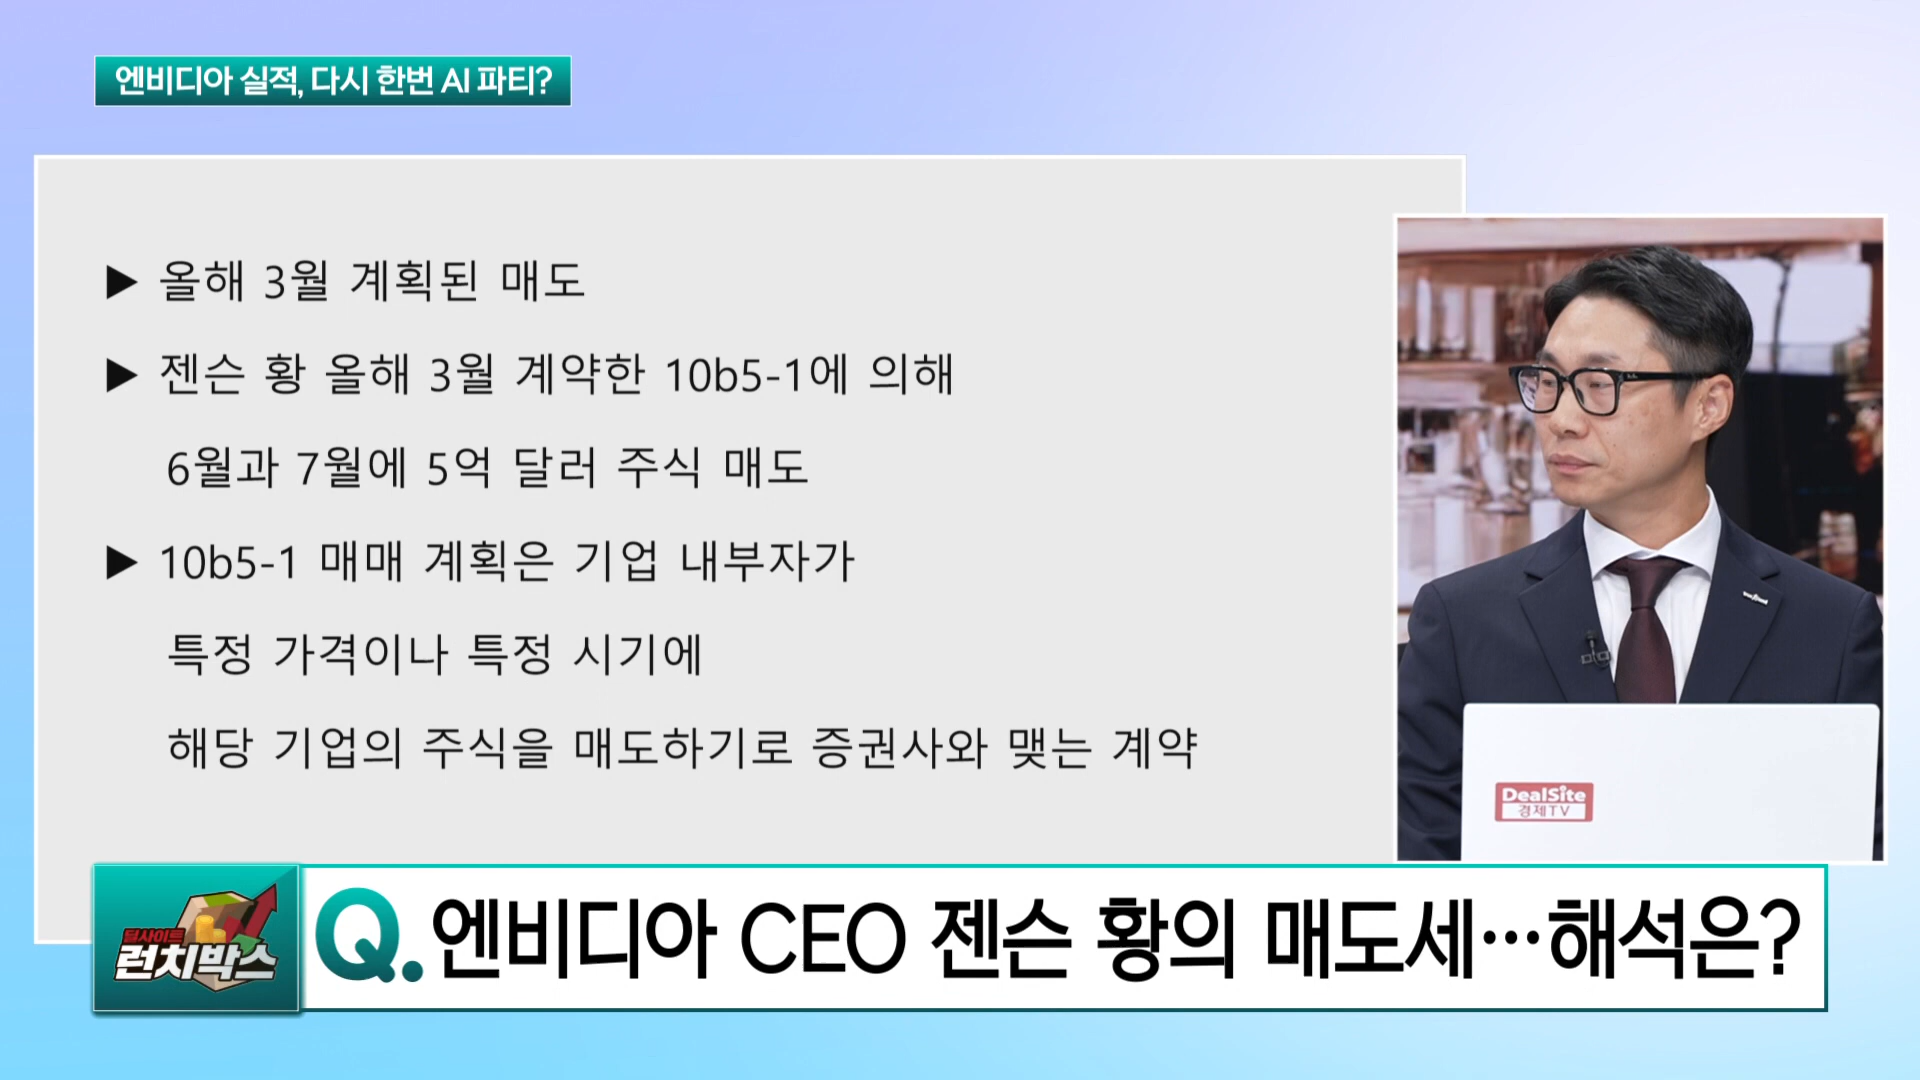 엔비디아 실적, 다시 한번 AI 파티?
▶ 올해 3월 계획된 매도
▶ 젠슨 황 올해 3월 계약한 10b5-1에 의해
6월과 7월에 5억 달러 주식 매도
▶ 10b5-1 매매 계획은 기업 내부자가
특정 가격이나 특정 시기에
해당 기업의 주식을 매도하기로 증권사와 맺는 계약
DealSite
경제TV
딜사이트
런치박스
Q. 엔비디아 CEO 젠슨 황의 매도세…해석은?